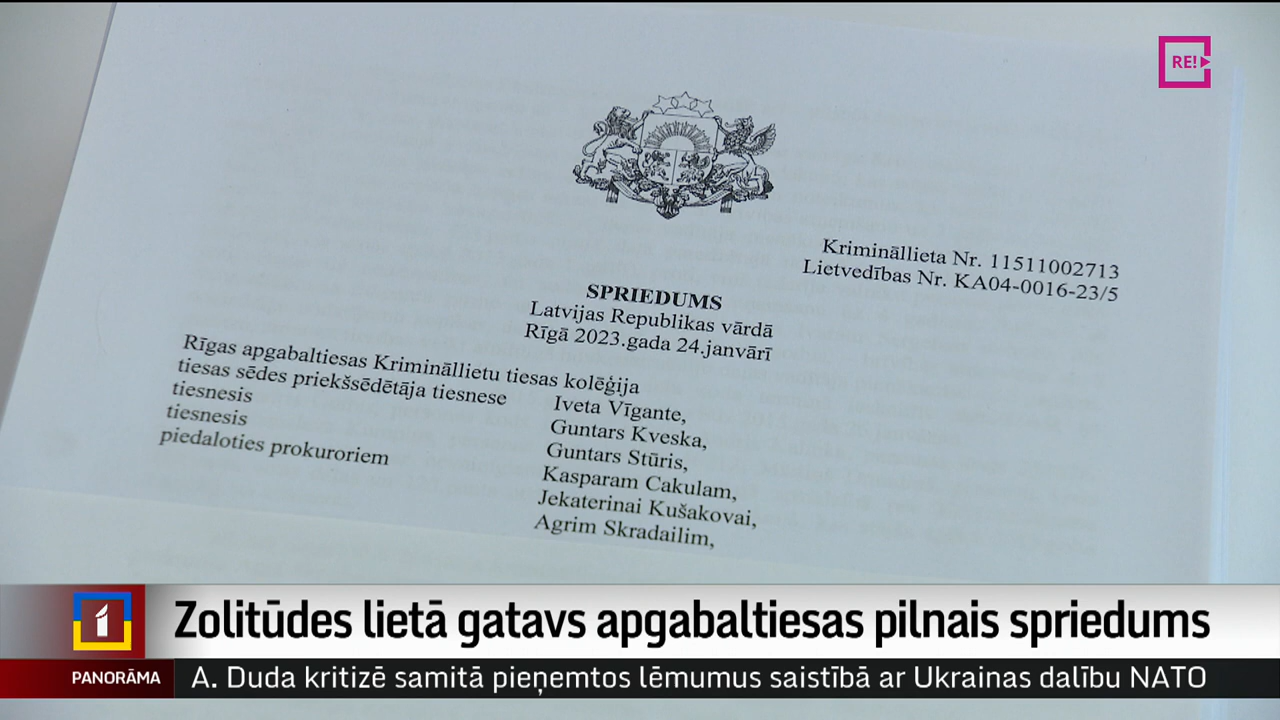 RE!
Krimināllieta Nr. 11511002713
Lietvedības Nr. KA04-0016-23/5
SPRIEDUMS
Latvijas Republikas vārdā
Rīgā 2023.gada 24.janvārī
Rīgas apgabaltiesas Krimināllietu tiesas kolēģija
tiesas sēdes priekšsēdētāja tiesnese Iveta Vīgante,
tiesnesis Guntars Kveska,
tiesnesis Guntars Stūris,
piedaloties prokuroriem Kasparam Cakulam,
Jekaterinai Kušakovai,
Agrim Skradailim,
1 Zolitūdes lietā gatavs apgabaltiesas pilnais spriedums
PANORĀMA A. Duda kritizē samitā pieņemtos lēmumus saistībā ar Ukrainas dalību NATO